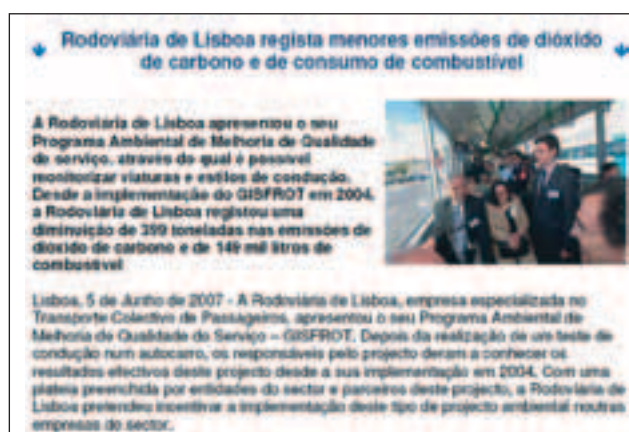 Rodoviária de Lisboa regista menores emissões de dióxido
de carbono e de consumo de combustível
A Rodoviária de Lisboa apresentou o seu
Programa Ambiental de Melhoria de Qualidade
de serviço, através do qual é possível
monitorizar viaturas e estilos de condução.
Desde a implementação do GISFROT em 2004,
a Rodoviária de Lisboa registou uma
diminuição de 399 toneladas nas emissões de
dióxido de carbono e de 149 mil litros de
combustível
Lisboa, 5 de Junho de 2007 - A Rodoviária de Lisboa, empresa especializada no
Transporte Colectivo de Passageiros, apresentou o seu Programa Ambiental de
Melhoria de Qualidade do Serviço – GISFROT. Depois da realização de um teste de
condução num autocarro, os responsáveis pelo projecto deram a conhecer os
resultados efectivos deste projecto desde a sua implementação em 2004. Com uma
plateia preenchida por entidades do sector e parceiros deste projecto, a Rodoviária de
Lisboa pretendeu incentivar a implementação deste tipo de projecto ambiental noutras
empresas do sector.